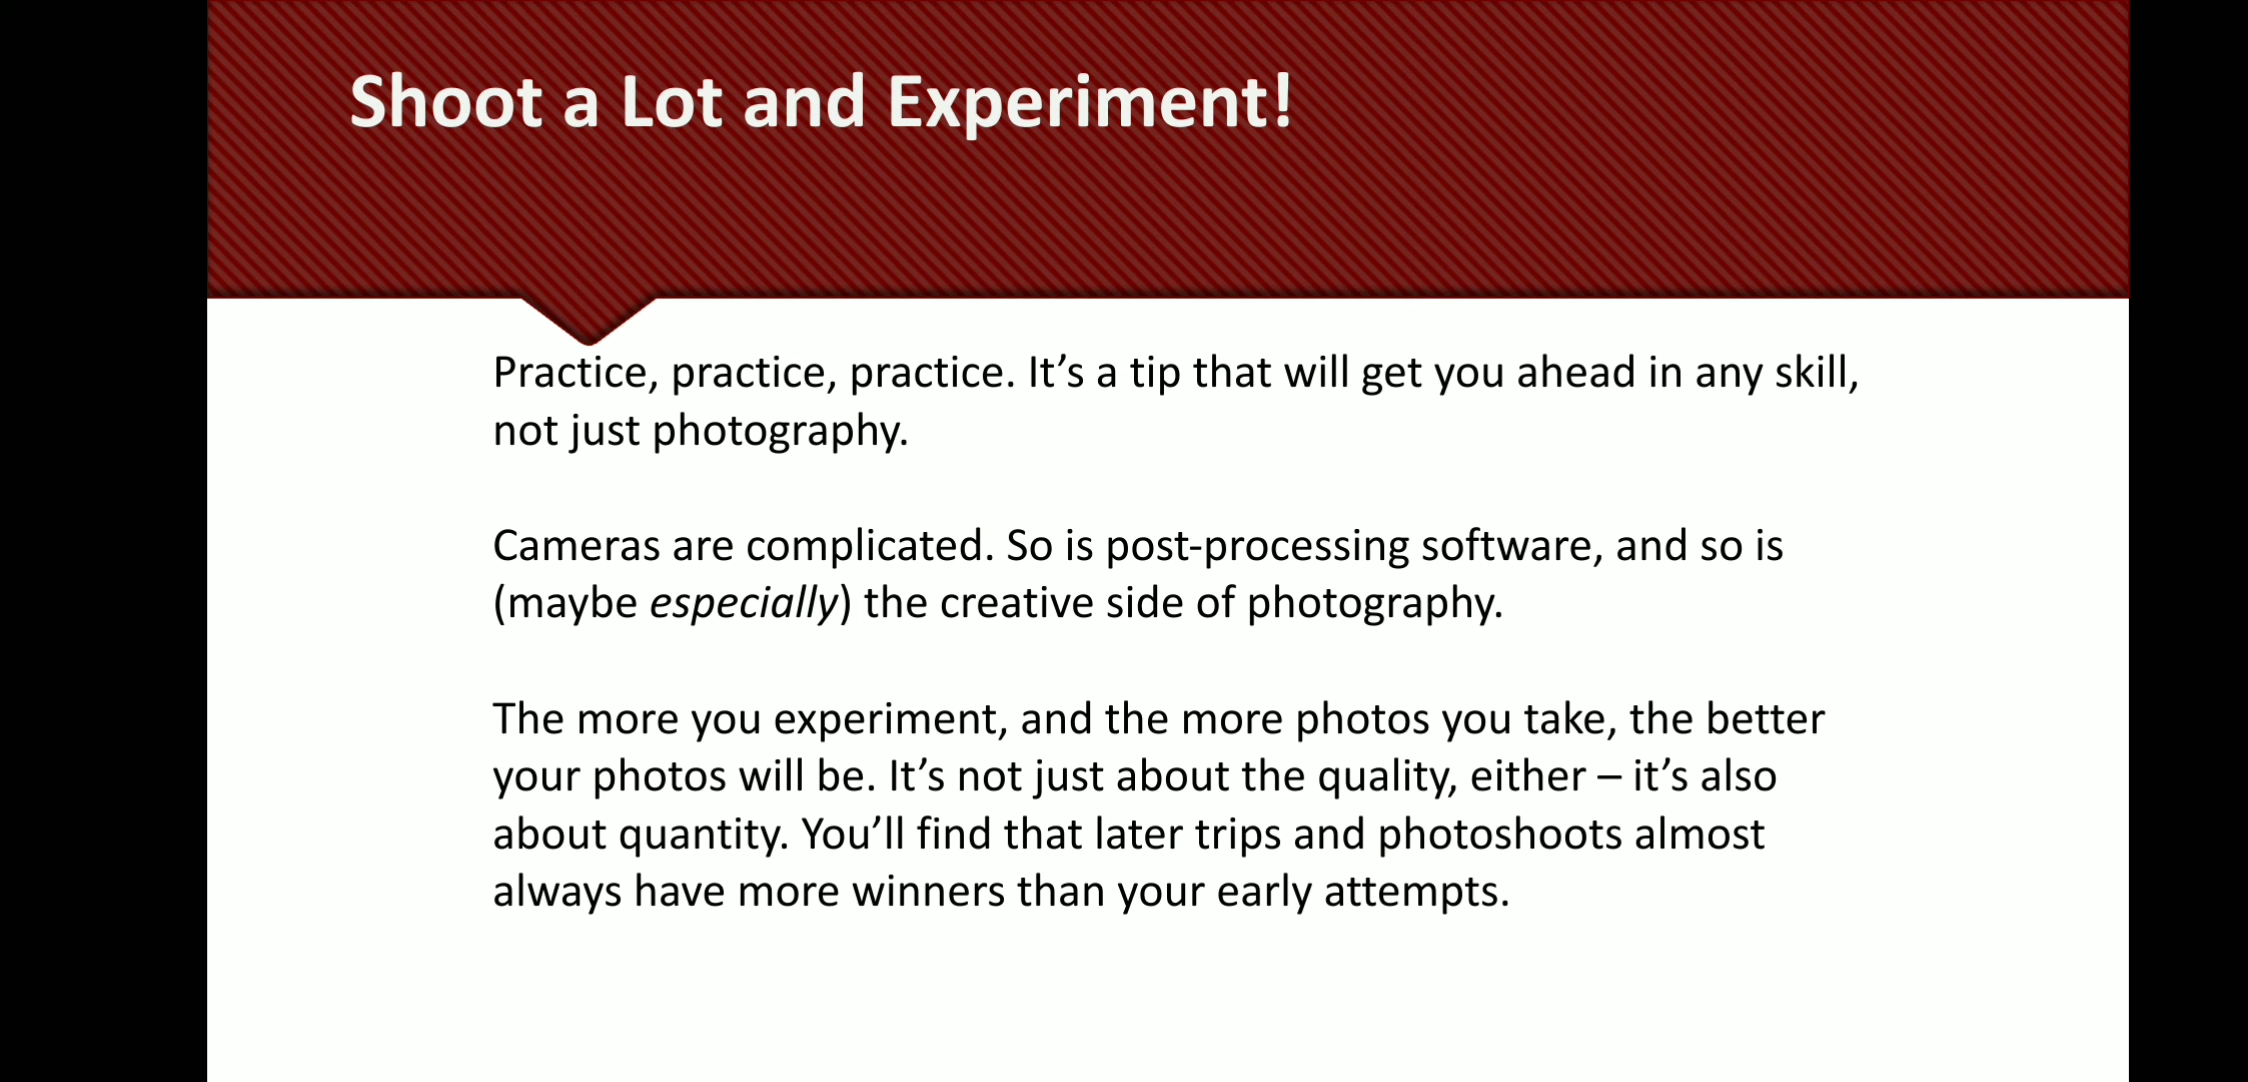 Shoot a Lot and Experiment!
Practice, practice, practice. It’s a tip that will get you ahead in any skill,
not just photography.
Cameras are complicated. So is post-processing software, and so is
(maybe especially) the creative side of photography.
The more you experiment, and the more photos you take, the better
your photos will be. It’s not just about the quality, either – it’s also
about quantity. You’ll find that later trips and photoshoots almost
always have more winners than your early attempts.